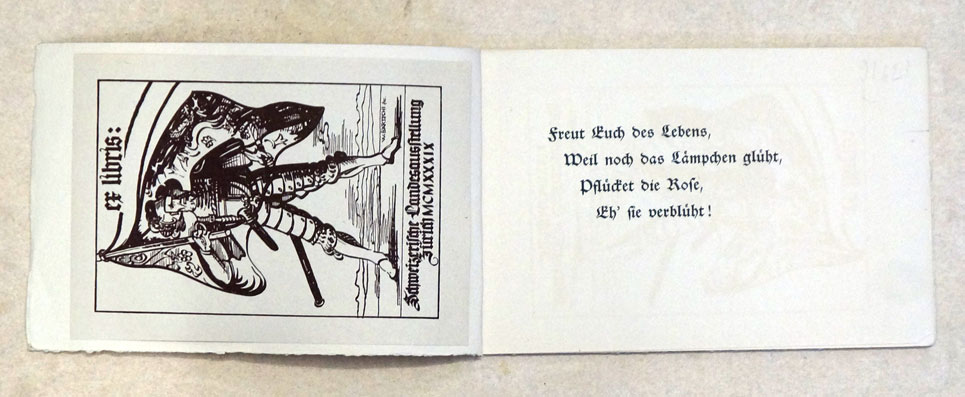 ex libris:
Schweizerische Landesausstellung
Zürich MCMXXXIX
Freut Euch des Lebens,
Weil noch das Lämpchen glüht,
Pflücket die Rose,
Eh' sie verblüht!